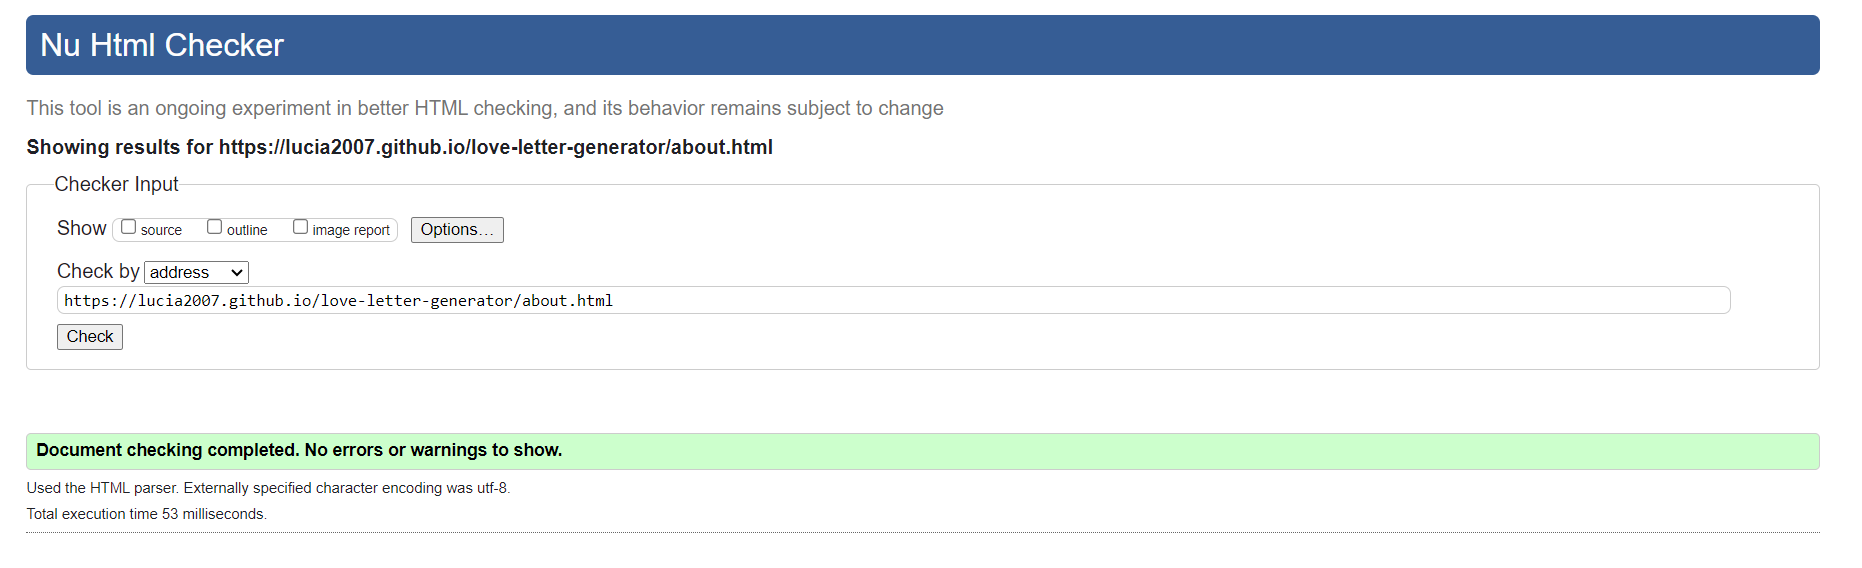 Nu Html Checker
This tool is an ongoing experiment in better HTML checking, and its behavior remains subject to change
Showing results for https://lucia2007.github.io/love-letter-generator/about.html
Checker Input
Show source outline image report Options…
Check by address
https://lucia2007.github.io/love-letter-generator/about.html
Check
Document checking completed. No errors or warnings to show.
Used the HTML parser. Externally specified character encoding was utf-8.
Total execution time 53 milliseconds.